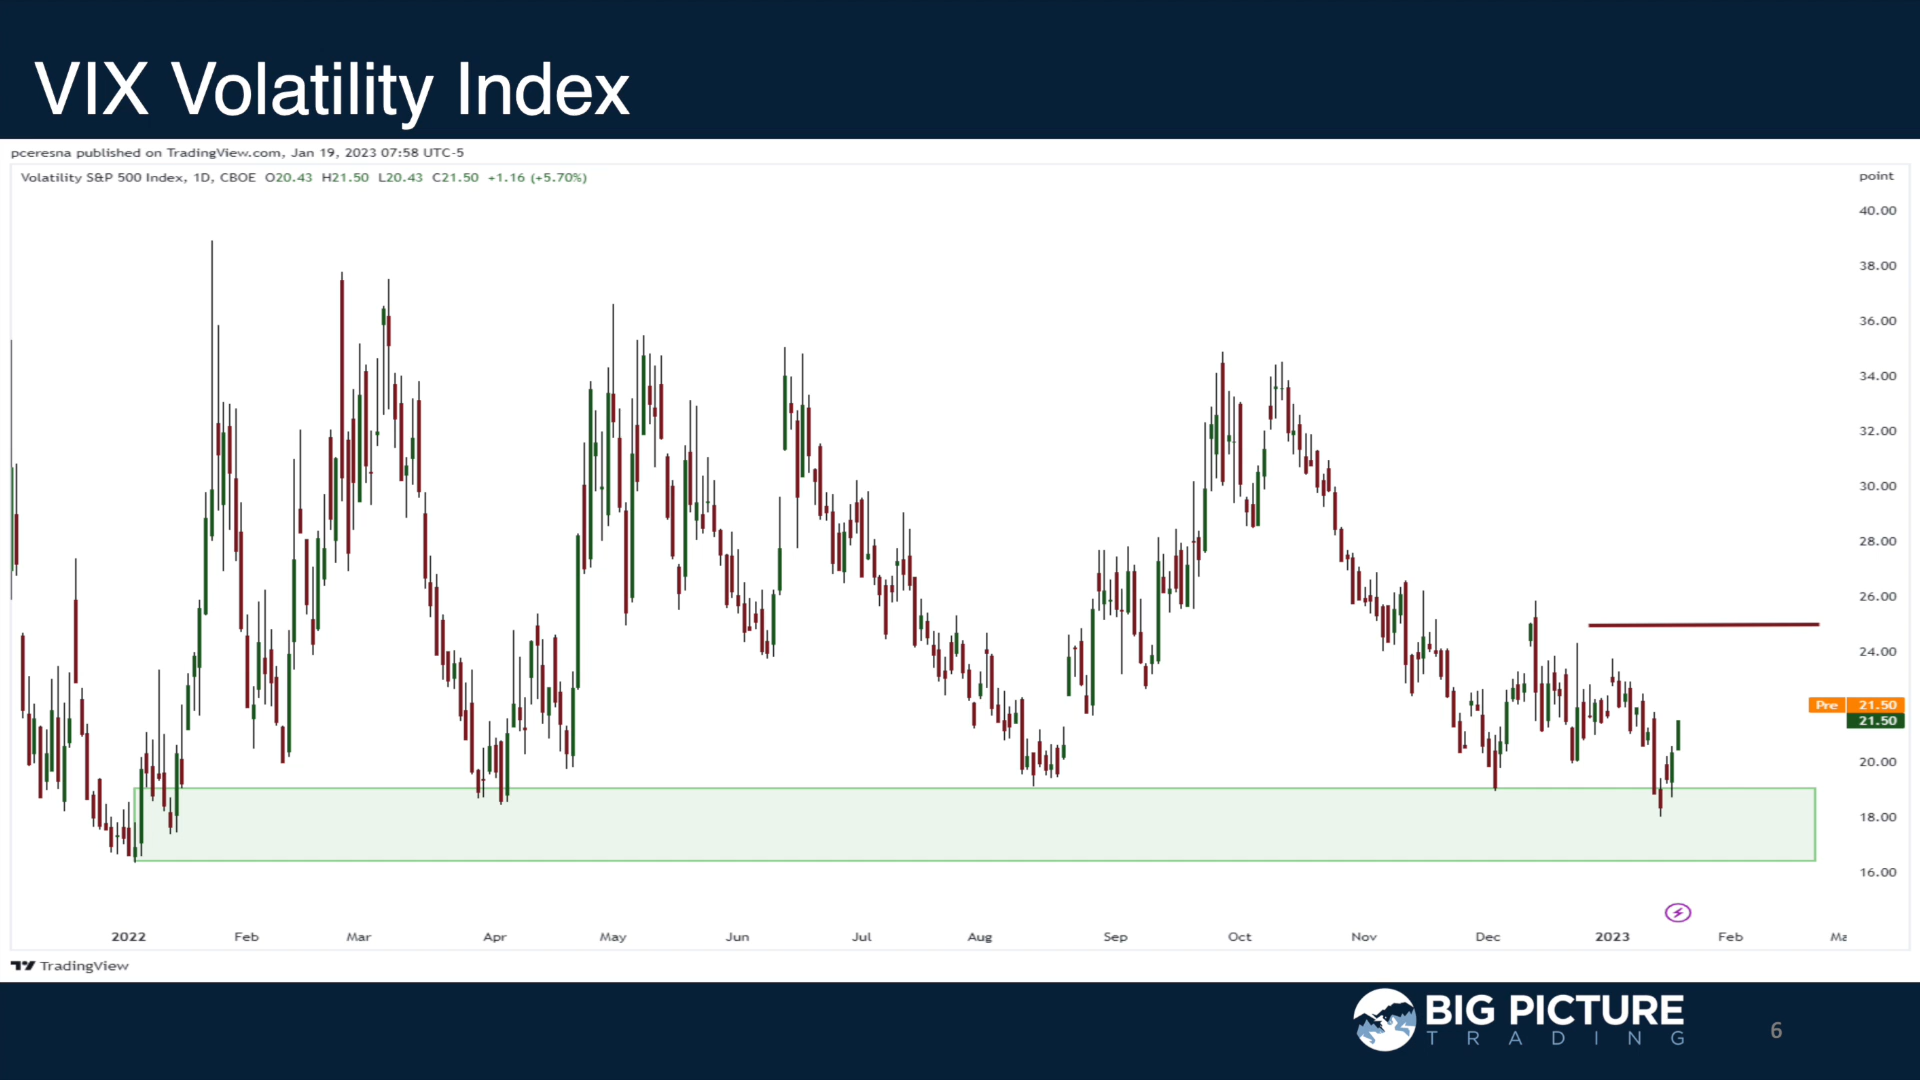 VIX Volatility Index
pceresna published on TradingView.com, Jan 19, 2023 07:58 UTC-5
Volatility S&P 500 Index, 1D, CBOE O20.43 H21.50 L20.43 C21.50 +1.16 (+5.70%)
point
40.00
38.00
36.00
34.00
32.00
30.00
28.00
26.00
24.00
Pre 21.50
21.50
20.00
18.00
16.00
2022 Feb Mar Apr May Jun Jul Aug Sep Oct Nov Dec 2023 Feb Ma
TradingView
BIG PICTURE
TRADING
6